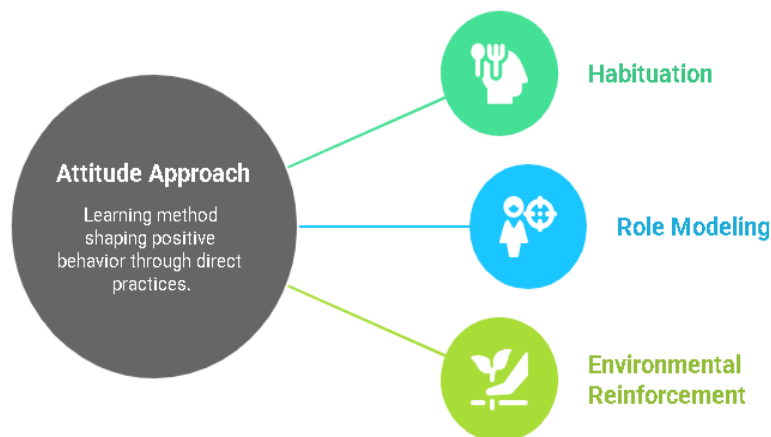 Attitude Approach
Learning method
shaping positive
behavior through direct
practices.
Habituation
Role Modeling
Environmental
Reinforcement